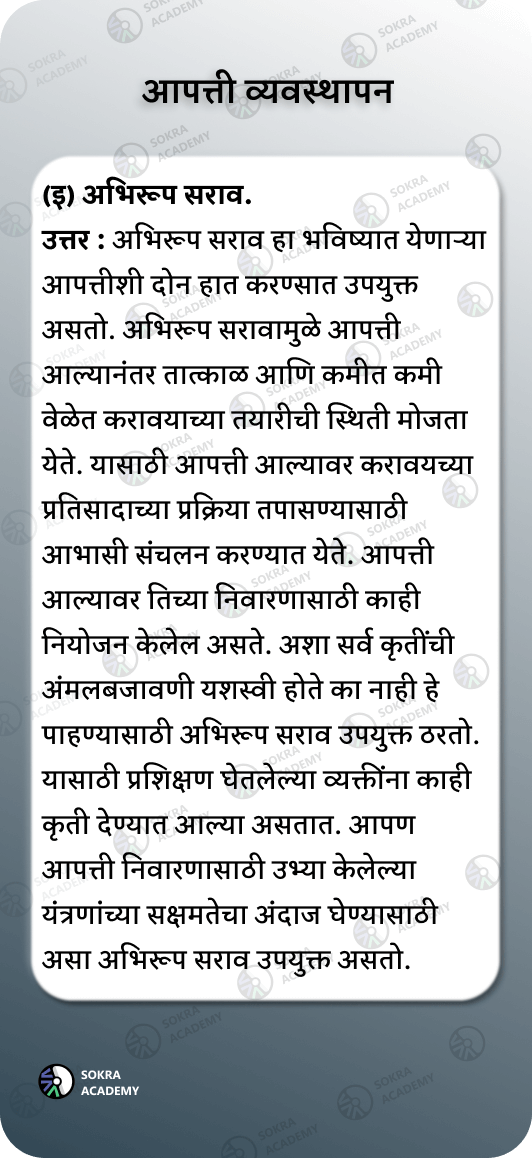 आपत्ती व्यवस्थापन
(इ) अभिरूप सराव.
उत्तर : अभिरूप सराव हा भविष्यात येणाऱ्या
आपत्तीशी दोन हात करण्सात उपयुक्त
असतो. अभिरूप सरावामुळे आपत्ती
आल्यानंतर तात्काळ आणि कमीत कमी
वेळेत करावयाच्या तयारीची स्थिती मोजता
येते. यासाठी आपत्ती आल्यावर करावयच्या
प्रतिसादाच्या प्रक्रिया तपासण्यासाठी
आभासी संचलन करण्यात येते. आपत्ती
आल्यावर तिच्या निवारणासाठी काही
नियोजन केलेल असते. अशा सर्व कृतींची
अंमलबजावणी यशस्वी होते का नाही हे
पाहण्यासाठी अभिरूप सराव उपयुक्त ठरतो.
यासाठी प्रशिक्षण घेतलेल्या व्यक्तींना काही
कृती देण्यात आल्या असतात. आपण
आपत्ती निवारणासाठी उभ्या केलेल्या
यंत्रणांच्या सक्षमतेचा अंदाज घेण्यासाठी
असा अभिरूप सराव उपयुक्त असतो.
SOKRA
ACADEMY